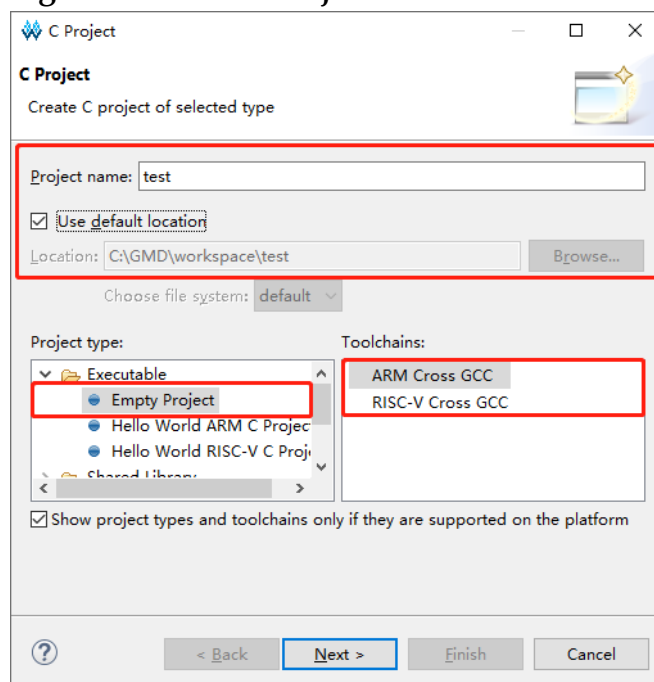 C Project
C Project
Create C project of selected type
Project name: test
Use default location
Location: C:\GMD\workspace\test Browse...
Choose file system: default
Project type: Toolchains:
Executable
Empty Project
Hello World ARM C Projec
Hello World RISC-V C Proj
Shared Library
ARM Cross GCC
RISC-V Cross GCC
Show project types and toolchains only if they are supported on the platform
< Back Next > Finish Cancel